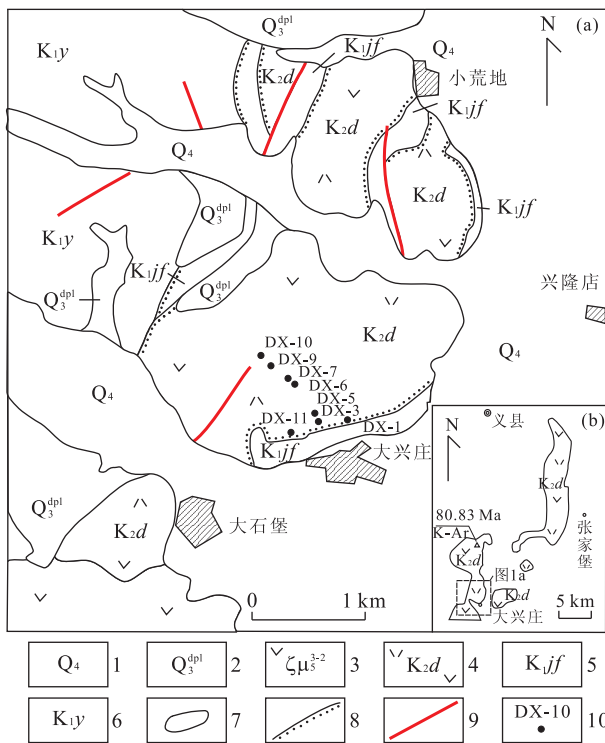 (a)
N
Q₃ᵈᵖˡ
K₁y
K₁jf
K₂d
Q₄
小荒地
K₁jf
K₂d
Q₄
Q₃ᵈᵖˡ
K₂d
K₁jf
K₁y
K₁jf
Q₃ᵈᵖˡ
Q₃ᵈᵖˡ
兴隆店
K₂d
Q₄
DX-10
DX-9
DX-7
DX-6
DX-5
DX-3
DX-11
DX-1
Q₄
K₁jf
大兴庄
Q₃ᵈᵖˡ
K₂d
大石堡
0 1 km
(b)
N
义县
K₂d
80.83 Ma
K-Ar
K₂d
张家堡
图1a
K₂d
大兴庄
5 km
Q₄ 1
Q₃ᵈᵖˡ 2
ζμ₅³⁻² 3
K₂d 4
K₁jf 5
K₁y 6
7
8
9
DX-10 10